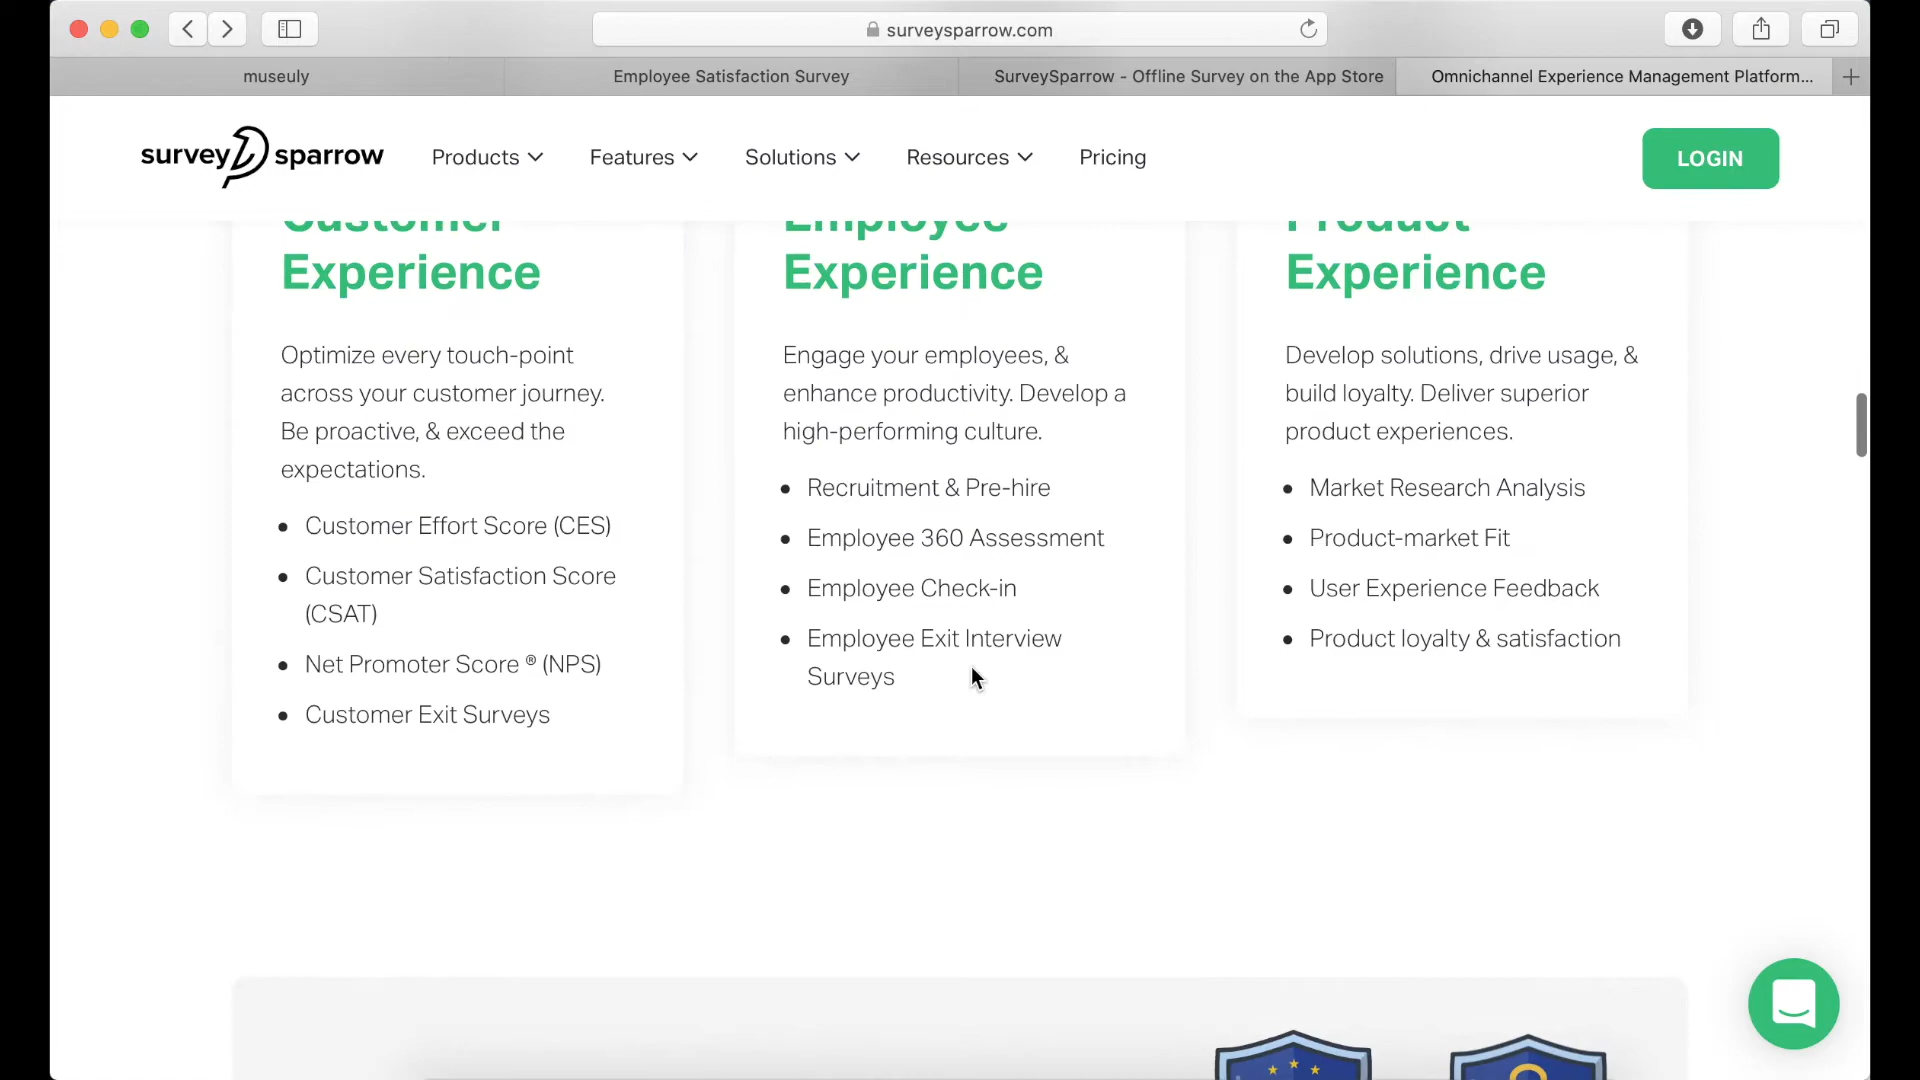 surveysparrow.com
museuly
Employee Satisfaction Survey
SurveySparrow - Offline Survey on the App Store
Omnichannel Experience Management Platform...
surveysparrow
Products
Features
Solutions
Resources
Pricing
LOGIN
Customer
Experience
Optimize every touch-point
across your customer journey.
Be proactive, & exceed the
expectations.
Customer Effort Score (CES)
Customer Satisfaction Score
(CSAT)
Net Promoter Score ® (NPS)
Customer Exit Surveys
Employee
Experience
Engage your employees, &
enhance productivity. Develop a
high-performing culture.
Recruitment & Pre-hire
Employee 360 Assessment
Employee Check-in
Employee Exit Interview
Surveys
Product
Experience
Develop solutions, drive usage, &
build loyalty. Deliver superior
product experiences.
Market Research Analysis
Product-market Fit
User Experience Feedback
Product loyalty & satisfaction